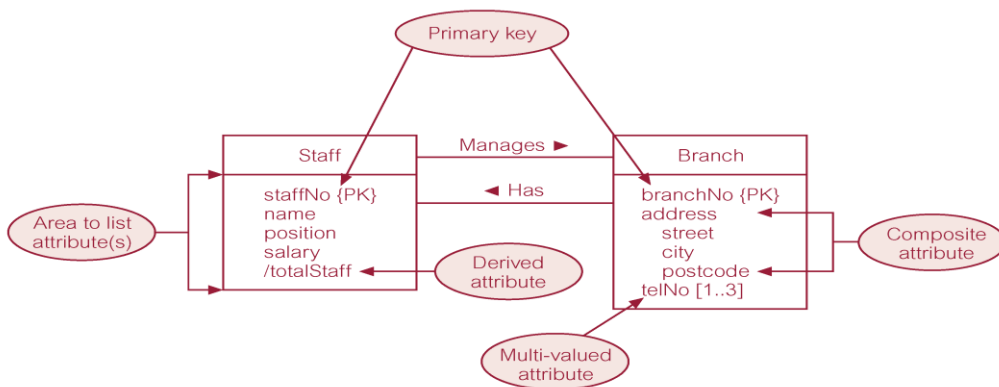 Primary key
Manages ►
Staff
Branch
◄ Has
staffNo {PK}
name
position
salary
/totalStaff
branchNo {PK}
address
street
city
postcode
telNo [1..3]
Area to list
attribute(s)
Derived
attribute
Composite
attribute
Multi-valued
attribute